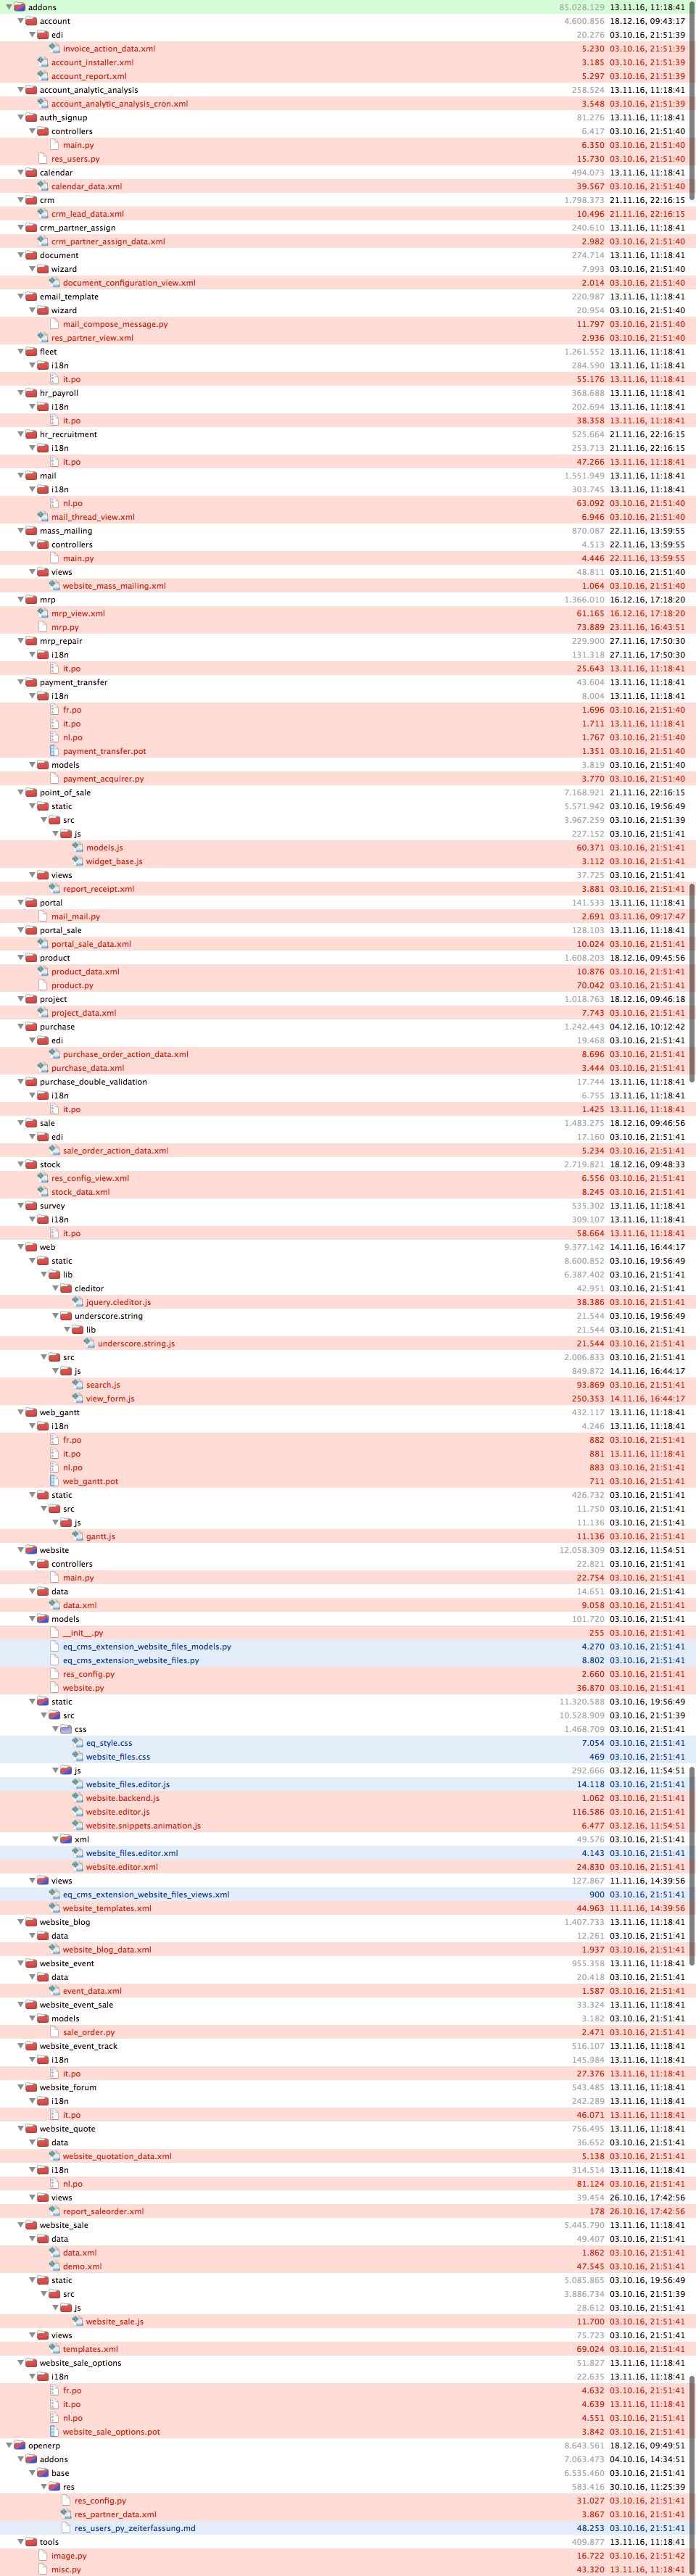 addons 85.028.129 13.11.16, 11:18:41
account 4.600.856 18.12.16, 09:43:17
edi 20.276 03.10.16, 21:51:39
invoice_action_data.xml 5.230 03.10.16, 21:51:39
account_installer.xml 3.185 03.10.16, 21:51:39
account_report.xml 5.297 03.10.16, 21:51:39
account_analytic_analysis 258.524 13.11.16, 11:18:41
account_analytic_analysis_cron.xml 3.548 03.10.16, 21:51:39
auth_signup 81.276 13.11.16, 11:18:41
controllers 6.417 03.10.16, 21:51:40
main.py 6.350 03.10.16, 21:51:40
res_users.py 15.730 03.10.16, 21:51:40
calendar 494.073 13.11.16, 11:18:41
calendar_data.xml 39.567 03.10.16, 21:51:40
crm 1.798.373 21.11.16, 22:16:15
crm_lead_data.xml 10.496 21.11.16, 22:16:15
crm_partner_assign 240.610 13.11.16, 11:18:41
crm_partner_assign_data.xml 2.982 03.10.16, 21:51:40
document 274.714 13.11.16, 11:18:41
wizard 7.993 03.10.16, 21:51:40
document_configuration_view.xml 2.014 03.10.16, 21:51:40
email_template 220.987 13.11.16, 11:18:41
wizard 20.954 03.10.16, 21:51:40
mail_compose_message.py 11.797 03.10.16, 21:51:40
res_partner_view.xml 2.936 03.10.16, 21:51:40
fleet 1.261.552 13.11.16, 11:18:41
i18n 284.590 13.11.16, 11:18:41
it.po 55.176 13.11.16, 11:18:41
hr_payroll 368.688 13.11.16, 11:18:41
i18n 202.694 13.11.16, 11:18:41
it.po 38.358 13.11.16, 11:18:41
hr_recruitment 525.664 21.11.16, 22:16:15
i18n 253.713 21.11.16, 22:16:15
it.po 47.266 13.11.16, 11:18:41
mail 1.551.949 13.11.16, 11:18:41
i18n 303.745 13.11.16, 11:18:41
nl.po 63.092 03.10.16, 21:51:40
mail_thread_view.xml 6.946 03.10.16, 21:51:40
mass_mailing 870.087 22.11.16, 13:59:55
controllers 4.513 22.11.16, 13:59:55
main.py 4.446 22.11.16, 13:59:55
views 48.811 03.10.16, 21:51:40
website_mass_mailing.xml 1.064 03.10.16, 21:51:40
mrp 1.366.010 16.12.16, 17:18:20
mrp_view.xml 61.165 16.12.16, 17:18:20
mrp.py 73.889 23.11.16, 16:43:51
mrp_repair 229.900 27.11.16, 17:50:30
i18n 131.318 27.11.16, 17:50:30
it.po 25.643 13.11.16, 11:18:41
payment_transfer 43.604 13.11.16, 11:18:41
i18n 8.004 13.11.16, 11:18:41
fr.po 1.696 03.10.16, 21:51:40
it.po 1.711 13.11.16, 11:18:41
nl.po 1.767 03.10.16, 21:51:40
payment_transfer.pot 1.351 03.10.16, 21:51:40
models 3.819 03.10.16, 21:51:40
payment_acquirer.py 3.770 03.10.16, 21:51:40
point_of_sale 7.168.921 21.11.16, 22:16:15
static 5.571.942 03.10.16, 19:56:49
src 3.967.259 03.10.16, 21:51:39
js 227.152 03.10.16, 21:51:41
models.js 60.371 03.10.16, 21:51:41
widget_base.js 3.112 03.10.16, 21:51:41
views 37.725 03.10.16, 21:51:41
report_receipt.xml 3.881 03.10.16, 21:51:41
portal 141.533 13.11.16, 11:18:41
mail_mail.py 2.691 03.11.16, 09:17:47
portal_sale 128.103 13.11.16, 11:18:41
portal_sale_data.xml 10.024 03.10.16, 21:51:41
product 1.608.203 18.12.16, 09:45:56
product_data.xml 10.876 03.10.16, 21:51:41
product.py 70.042 03.10.16, 21:51:41
project 1.018.763 18.12.16, 09:46:18
project_data.xml 7.743 03.10.16, 21:51:41
purchase 1.242.443 04.12.16, 10:12:42
edi 19.468 03.10.16, 21:51:41
purchase_order_action_data.xml 8.696 03.10.16, 21:51:41
purchase_data.xml 3.444 03.10.16, 21:51:41
purchase_double_validation 17.744 13.11.16, 11:18:41
i18n 6.755 13.11.16, 11:18:41
it.po 1.425 13.11.16, 11:18:41
sale 1.483.275 18.12.16, 09:46:56
edi 17.160 03.10.16, 21:51:41
sale_order_action_data.xml 5.234 03.10.16, 21:51:41
stock 2.719.821 18.12.16, 09:48:33
res_config_view.xml 6.556 03.10.16, 21:51:41
stock_data.xml 8.245 03.10.16, 21:51:41
survey 535.302 13.11.16, 11:18:41
i18n 309.107 13.11.16, 11:18:41
it.po 58.664 13.11.16, 11:18:41
web 9.377.142 14.11.16, 16:44:17
static 8.600.852 03.10.16, 19:56:49
lib 6.387.402 03.10.16, 21:51:41
cleditor 42.951 03.10.16, 21:51:41
jquery.cleditor.js 38.386 03.10.16, 21:51:41
underscore.string 21.544 03.10.16, 19:56:49
lib 21.544 03.10.16, 21:51:41
underscore.string.js 21.544 03.10.16, 21:51:41
src 2.006.833 03.10.16, 21:51:41
js 849.872 14.11.16, 16:44:17
search.js 93.869 03.10.16, 21:51:41
view_form.js 250.353 14.11.16, 16:44:17
web_gantt 432.117 13.11.16, 11:18:41
i18n 4.246 13.11.16, 11:18:41
fr.po 882 03.10.16, 21:51:41
it.po 881 13.11.16, 11:18:41
nl.po 883 03.10.16, 21:51:41
web_gantt.pot 711 03.10.16, 21:51:41
static 426.732 03.10.16, 21:51:41
src 11.750 03.10.16, 21:51:41
js 11.136 03.10.16, 21:51:41
gantt.js 11.136 03.10.16, 21:51:41
website 12.058.309 03.12.16, 11:54:51
controllers 22.821 03.10.16, 21:51:41
main.py 22.754 03.10.16, 21:51:41
data 14.651 03.10.16, 21:51:41
data.xml 9.058 03.10.16, 21:51:41
models 101.720 03.10.16, 21:51:41
__init__.py 255 03.10.16, 21:51:41
eq_cms_extension_website_files_models.py 4.270 03.10.16, 21:51:41
eq_cms_extension_website_files.py 8.802 03.10.16, 21:51:41
res_config.py 2.660 03.10.16, 21:51:41
website.py 36.870 03.10.16, 21:51:41
static 11.320.588 03.10.16, 19:56:49
src 10.528.909 03.10.16, 21:51:39
css 1.468.709 03.10.16, 21:51:41
eq_style.css 7.054 03.10.16, 21:51:41
website_files.css 469 03.10.16, 21:51:41
js 292.666 03.12.16, 11:54:51
website_files.editor.js 14.118 03.10.16, 21:51:41
website.backend.js 1.062 03.10.16, 21:51:41
website.editor.js 116.586 03.10.16, 21:51:41
website.snippets.animation.js 6.477 03.12.16, 11:54:51
xml 49.576 03.10.16, 21:51:41
website_files.editor.xml 4.143 03.10.16, 21:51:41
website.editor.xml 24.830 03.10.16, 21:51:41
views 127.867 11.11.16, 14:39:56
eq_cms_extension_website_files_views.xml 900 03.10.16, 21:51:41
website_templates.xml 44.963 11.11.16, 14:39:56
website_blog 1.407.733 13.11.16, 11:18:41
data 12.261 03.10.16, 21:51:41
website_blog_data.xml 1.937 03.10.16, 21:51:41
website_event 955.358 13.11.16, 11:18:41
data 20.418 03.10.16, 21:51:41
event_data.xml 1.587 03.10.16, 21:51:41
website_event_sale 33.324 13.11.16, 11:18:41
models 3.182 03.10.16, 21:51:41
sale_order.py 2.471 03.10.16, 21:51:41
website_event_track 516.107 13.11.16, 11:18:41
i18n 145.984 13.11.16, 11:18:41
it.po 27.376 13.11.16, 11:18:41
website_forum 543.485 13.11.16, 11:18:41
i18n 242.289 13.11.16, 11:18:41
it.po 46.071 13.11.16, 11:18:41
website_quote 756.495 13.11.16, 11:18:41
data 36.652 03.10.16, 21:51:41
website_quotation_data.xml 5.138 03.10.16, 21:51:41
i18n 314.514 13.11.16, 11:18:41
nl.po 81.124 03.10.16, 21:51:41
views 39.454 26.10.16, 17:42:56
report_saleorder.xml 178 26.10.16, 17:42:56
website_sale 5.445.790 13.11.16, 11:18:41
data 49.407 03.10.16, 21:51:41
data.xml 1.862 03.10.16, 21:51:41
demo.xml 47.545 03.10.16, 21:51:41
static 5.085.865 03.10.16, 19:56:49
src 3.886.734 03.10.16, 21:51:39
js 28.612 03.10.16, 21:51:41
website_sale.js 11.700 03.10.16, 21:51:41
views 75.723 03.10.16, 21:51:41
templates.xml 69.024 03.10.16, 21:51:41
website_sale_options 51.827 13.11.16, 11:18:41
i18n 22.635 13.11.16, 11:18:41
fr.po 4.632 03.10.16, 21:51:41
it.po 4.639 13.11.16, 11:18:41
nl.po 4.551 03.10.16, 21:51:41
website_sale_options.pot 3.842 03.10.16, 21:51:41
openerp 8.643.561 18.12.16, 09:49:51
addons 7.063.473 04.10.16, 14:34:51
base 6.535.460 03.10.16, 21:51:41
res 583.416 30.10.16, 11:25:39
res_config.py 31.027 03.10.16, 21:51:41
res_partner_data.xml 3.867 03.10.16, 21:51:41
res_users_py_zeiterfassung.md 48.253 03.10.16, 21:51:41
tools 409.877 13.11.16, 11:18:41
image.py 16.722 03.10.16, 21:51:42
misc.py 43.320 13.11.16, 11:18:41